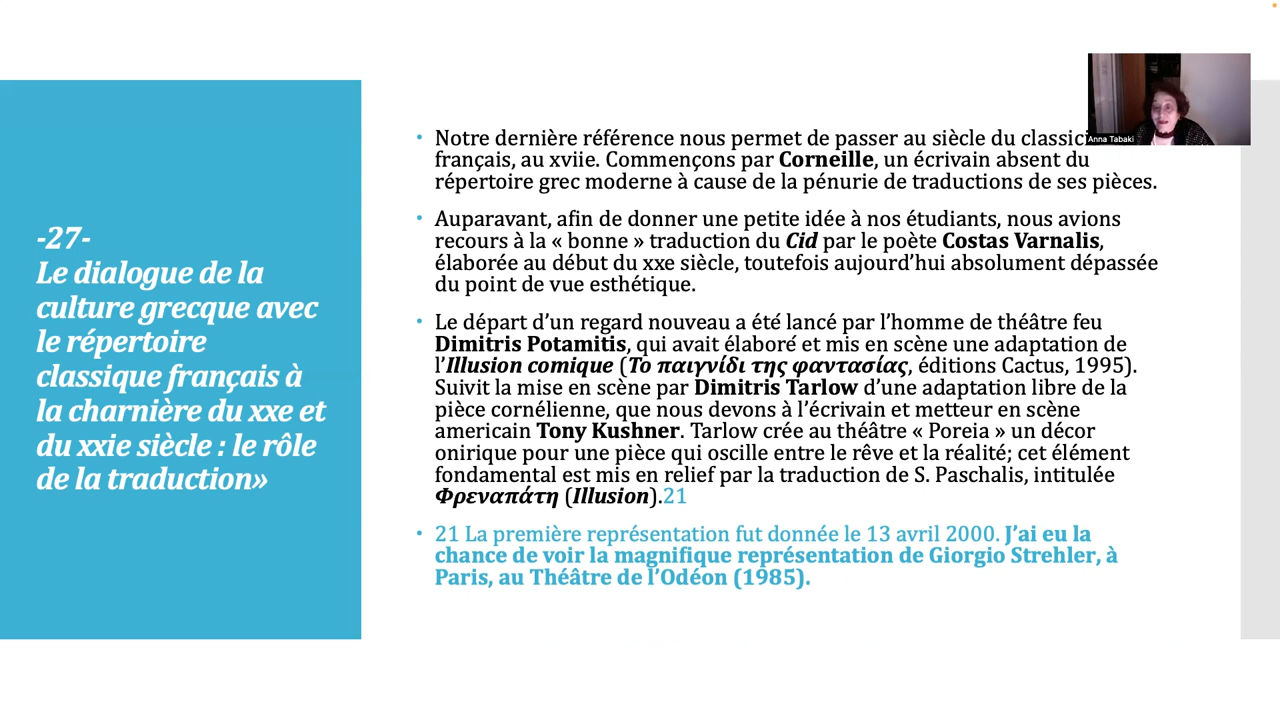 -27-
Le dialogue de la
culture grecque avec
le répertoire
classique français à
la charnière du xxe et
du xxie siècle : le rôle
de la traduction»
• Notre dernière référence nous permet de passer au siècle du
français, au xviie. Commençons par Corneille, un écrivain absent du
répertoire grec moderne à cause de la pénurie de traductions de ses pièces.
• Auparavant, afin de donner une petite idée à nos étudiants, nous avions
recours à la « bonne » traduction du Cid par le poète Costas Varnalis,
élaborée au début du xxe siècle, toutefois aujourd’hui absolument dépassée
du point de vue esthétique.
• Le départ d’un regard nouveau a été lancé par l’homme de théâtre feu
Dimitris Potamitis, qui avait élaboré et mis en scène une adaptation de
l’Illusion comique (Το παιγνίδι της φαντασίας, éditions Cactus, 1995).
Suivit la mise en scène par Dimitris Tarlow d’une adaptation libre de la
pièce cornélienne, que nous devons à l’écrivain et metteur en scène
americain Tony Kushner. Tarlow crée au théâtre « Poreia » un décor
onirique pour une pièce qui oscille entre le rêve et la réalité; cet élément
fondamental est mis en relief par la traduction de S. Paschalis, intitulée
Φρεναπάτη (Illusion).21
• 21 La première représentation fut donnée le 13 avril 2000. J’ai eu la
chance de voir la magnifique représentation de Giorgio Strehler, à
Paris, au Théâtre de l’Odéon (1985).
Anna Tabaki